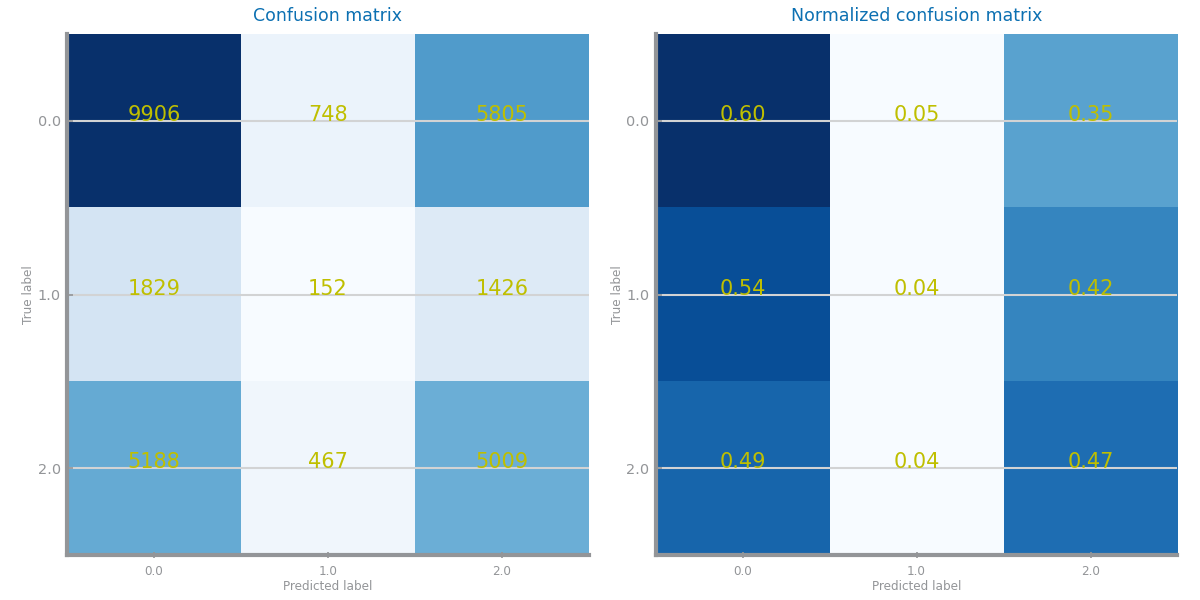 Confusion matrix
9906 748 5805
1829 152 1426
5188 467 5009
0.0
1.0
2.0
True label
0.0 1.0 2.0
Predicted label
Normalized confusion matrix
0.60 0.05 0.35
0.54 0.04 0.42
0.49 0.04 0.47
0.0
1.0
2.0
True label
0.0 1.0 2.0
Predicted label